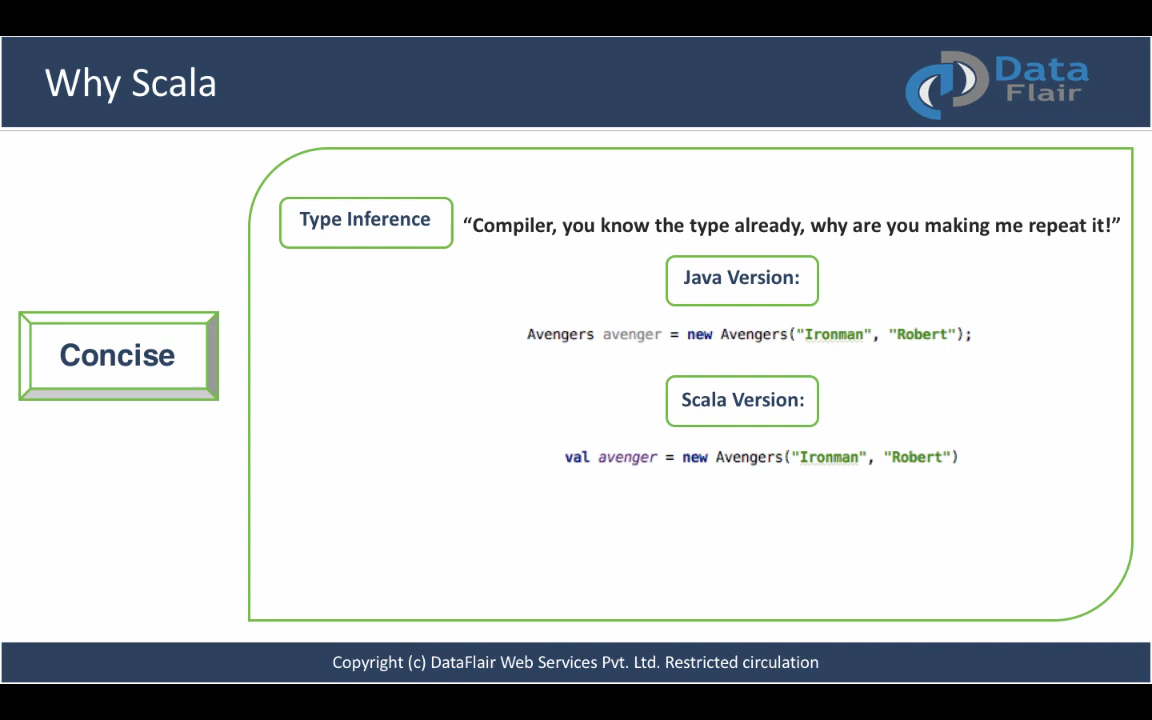 Why Scala
Data
Flair
Type Inference
“Compiler, you know the type already, why are you making me repeat it!”
Java Version:
Avengers avenger = new Avengers("Ironman", "Robert");
Concise
Scala Version:
val avenger = new Avengers("Ironman", "Robert")
Copyright (c) DataFlair Web Services Pvt. Ltd. Restricted circulation